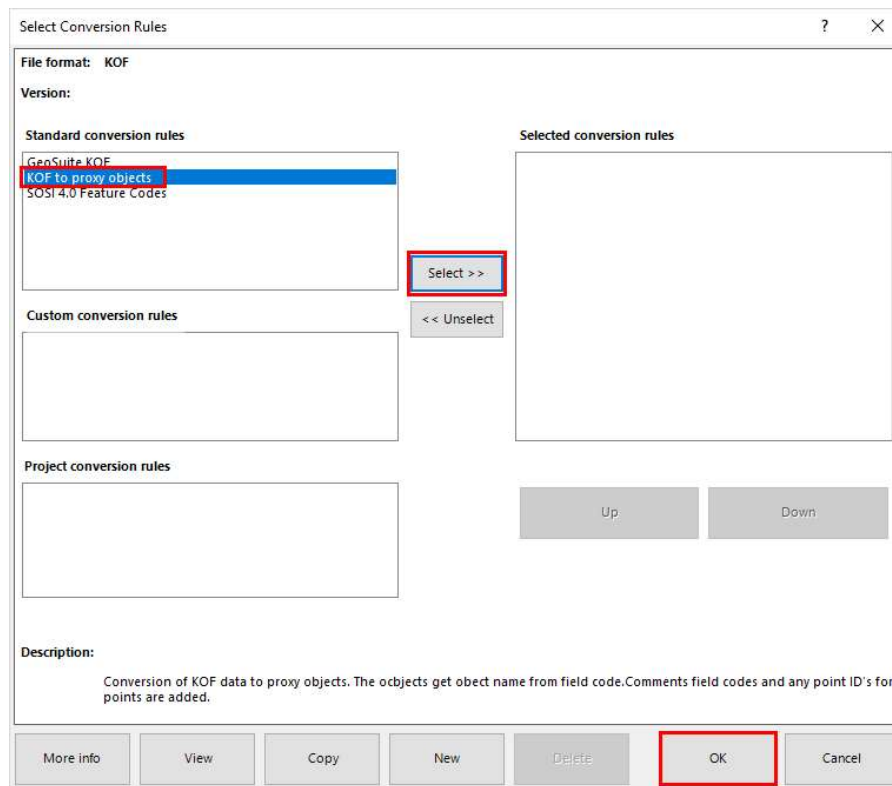 Select Conversion Rules
?
X
File format: KOF
Version:
Standard conversion rules
Selected conversion rules
GeoSuite KOF
KOF to proxy objects
SOSI 4.0 Feature Codes
Select >>
<< Unselect
Custom conversion rules
Project conversion rules
Up
Down
Description:
Conversion of KOF data to proxy objects. The ocbjects get obect name from field code.Comments field codes and any point ID's for
points are added.
More info
View
Copy
New
Delete
OK
Cancel